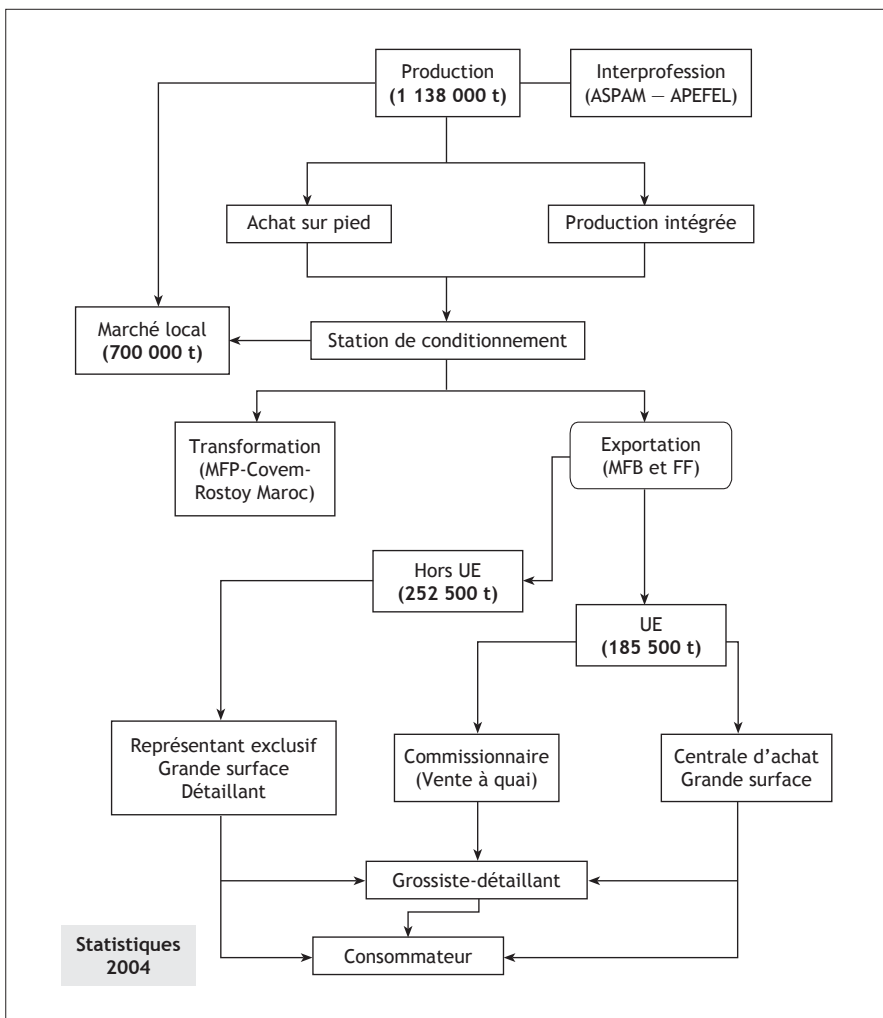 Production
(1 138 000 t)
Interprofession
(ASPAM — APEFEL)
Achat sur pied
Production intégrée
Marché local
(700 000 t)
Station de conditionnement
Transformation
(MFP-Covem-
Rostoy Maroc)
Exportation
(MFB et FF)
Hors UE
(252 500 t)
UE
(185 500 t)
Représentant exclusif
Grande surface
Détaillant
Commissionnaire
(Vente à quai)
Centrale d’achat
Grande surface
Grossiste-détaillant
Consommateur
Statistiques
2004